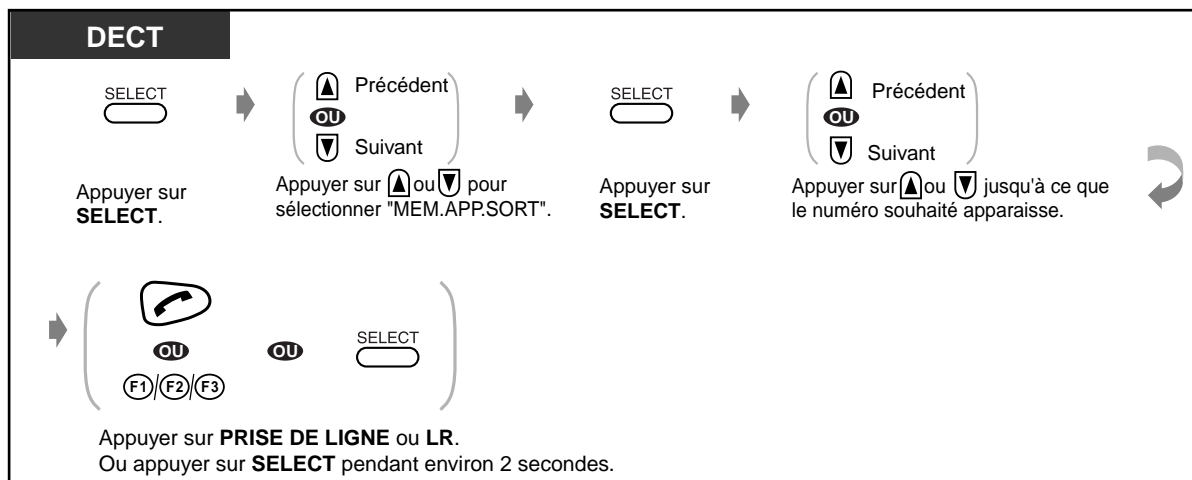 DECT
SELECT
Appuyer sur
SELECT.
Précédent
OU
Suivant
Appuyer sur ou pour
sélectionner "MEM.APP.SORT".
SELECT
Appuyer sur
SELECT.
Précédent
OU
Suivant
Appuyer sur ou jusqu'à ce que
le numéro souhaité apparaisse.
OU
F1/F2/F3
OU
SELECT
Appuyer sur PRISE DE LIGNE ou LR.
Ou appuyer sur SELECT pendant environ 2 secondes.